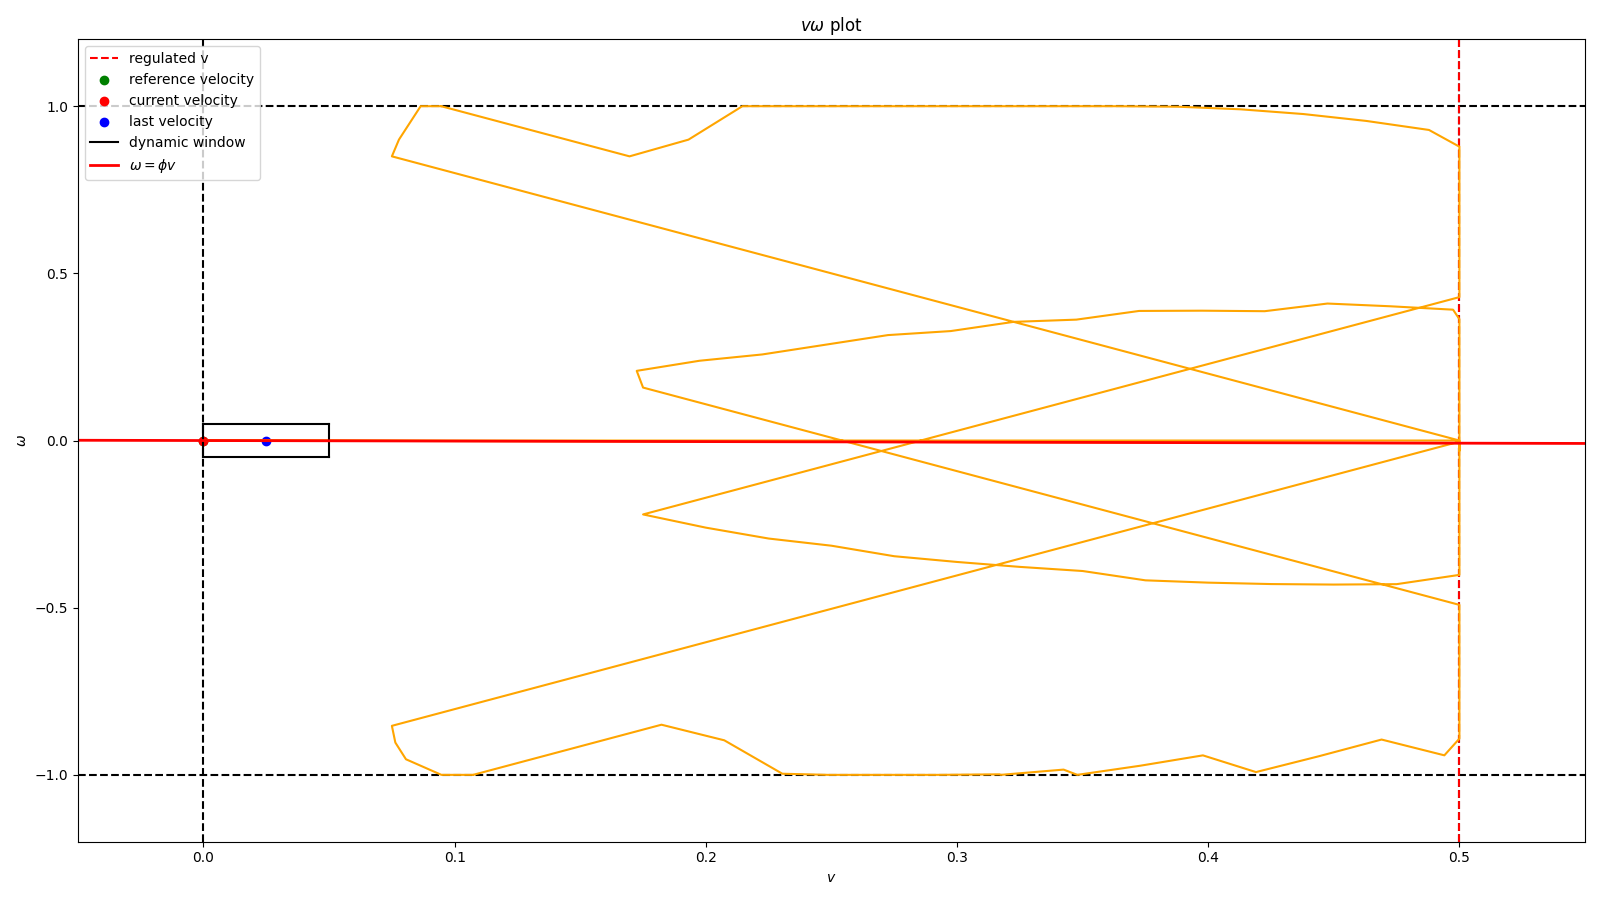 vω plot
regulated v
reference velocity
current velocity
last velocity
dynamic window
ω = ϕv
1.0
0.5
0.0
−0.5
−1.0
ω
0.0 0.1 0.2 0.3 0.4 0.5
v